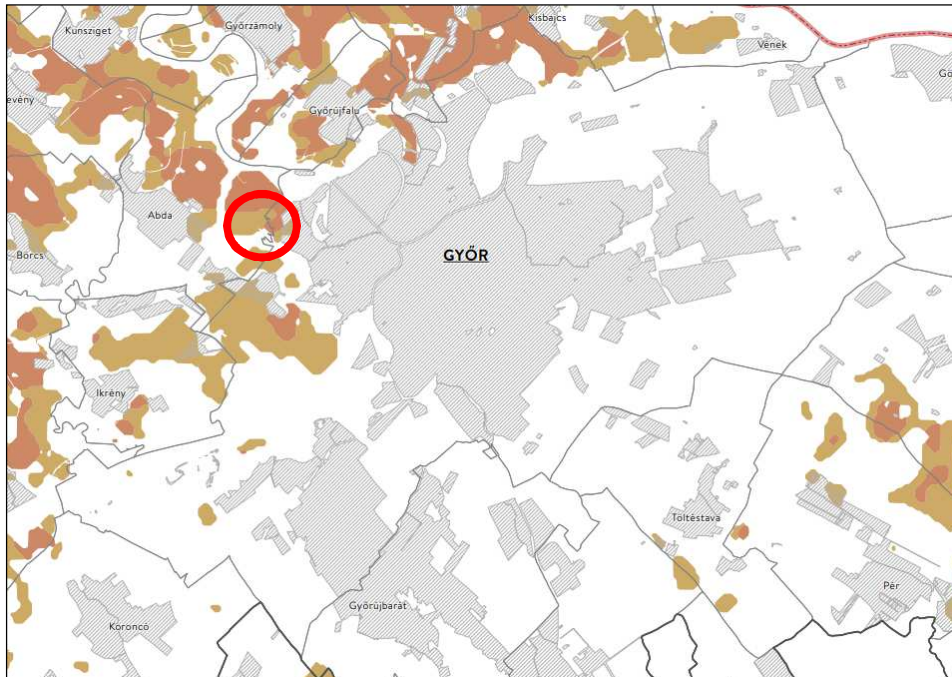 Kunsziget
Győrzámoly
Kisbajcs
Vének
Győrújfalu
Abda
GYŐR
Börcs
Ikrény
Töltéstava
Pér
Győrújbarát
Koroncó